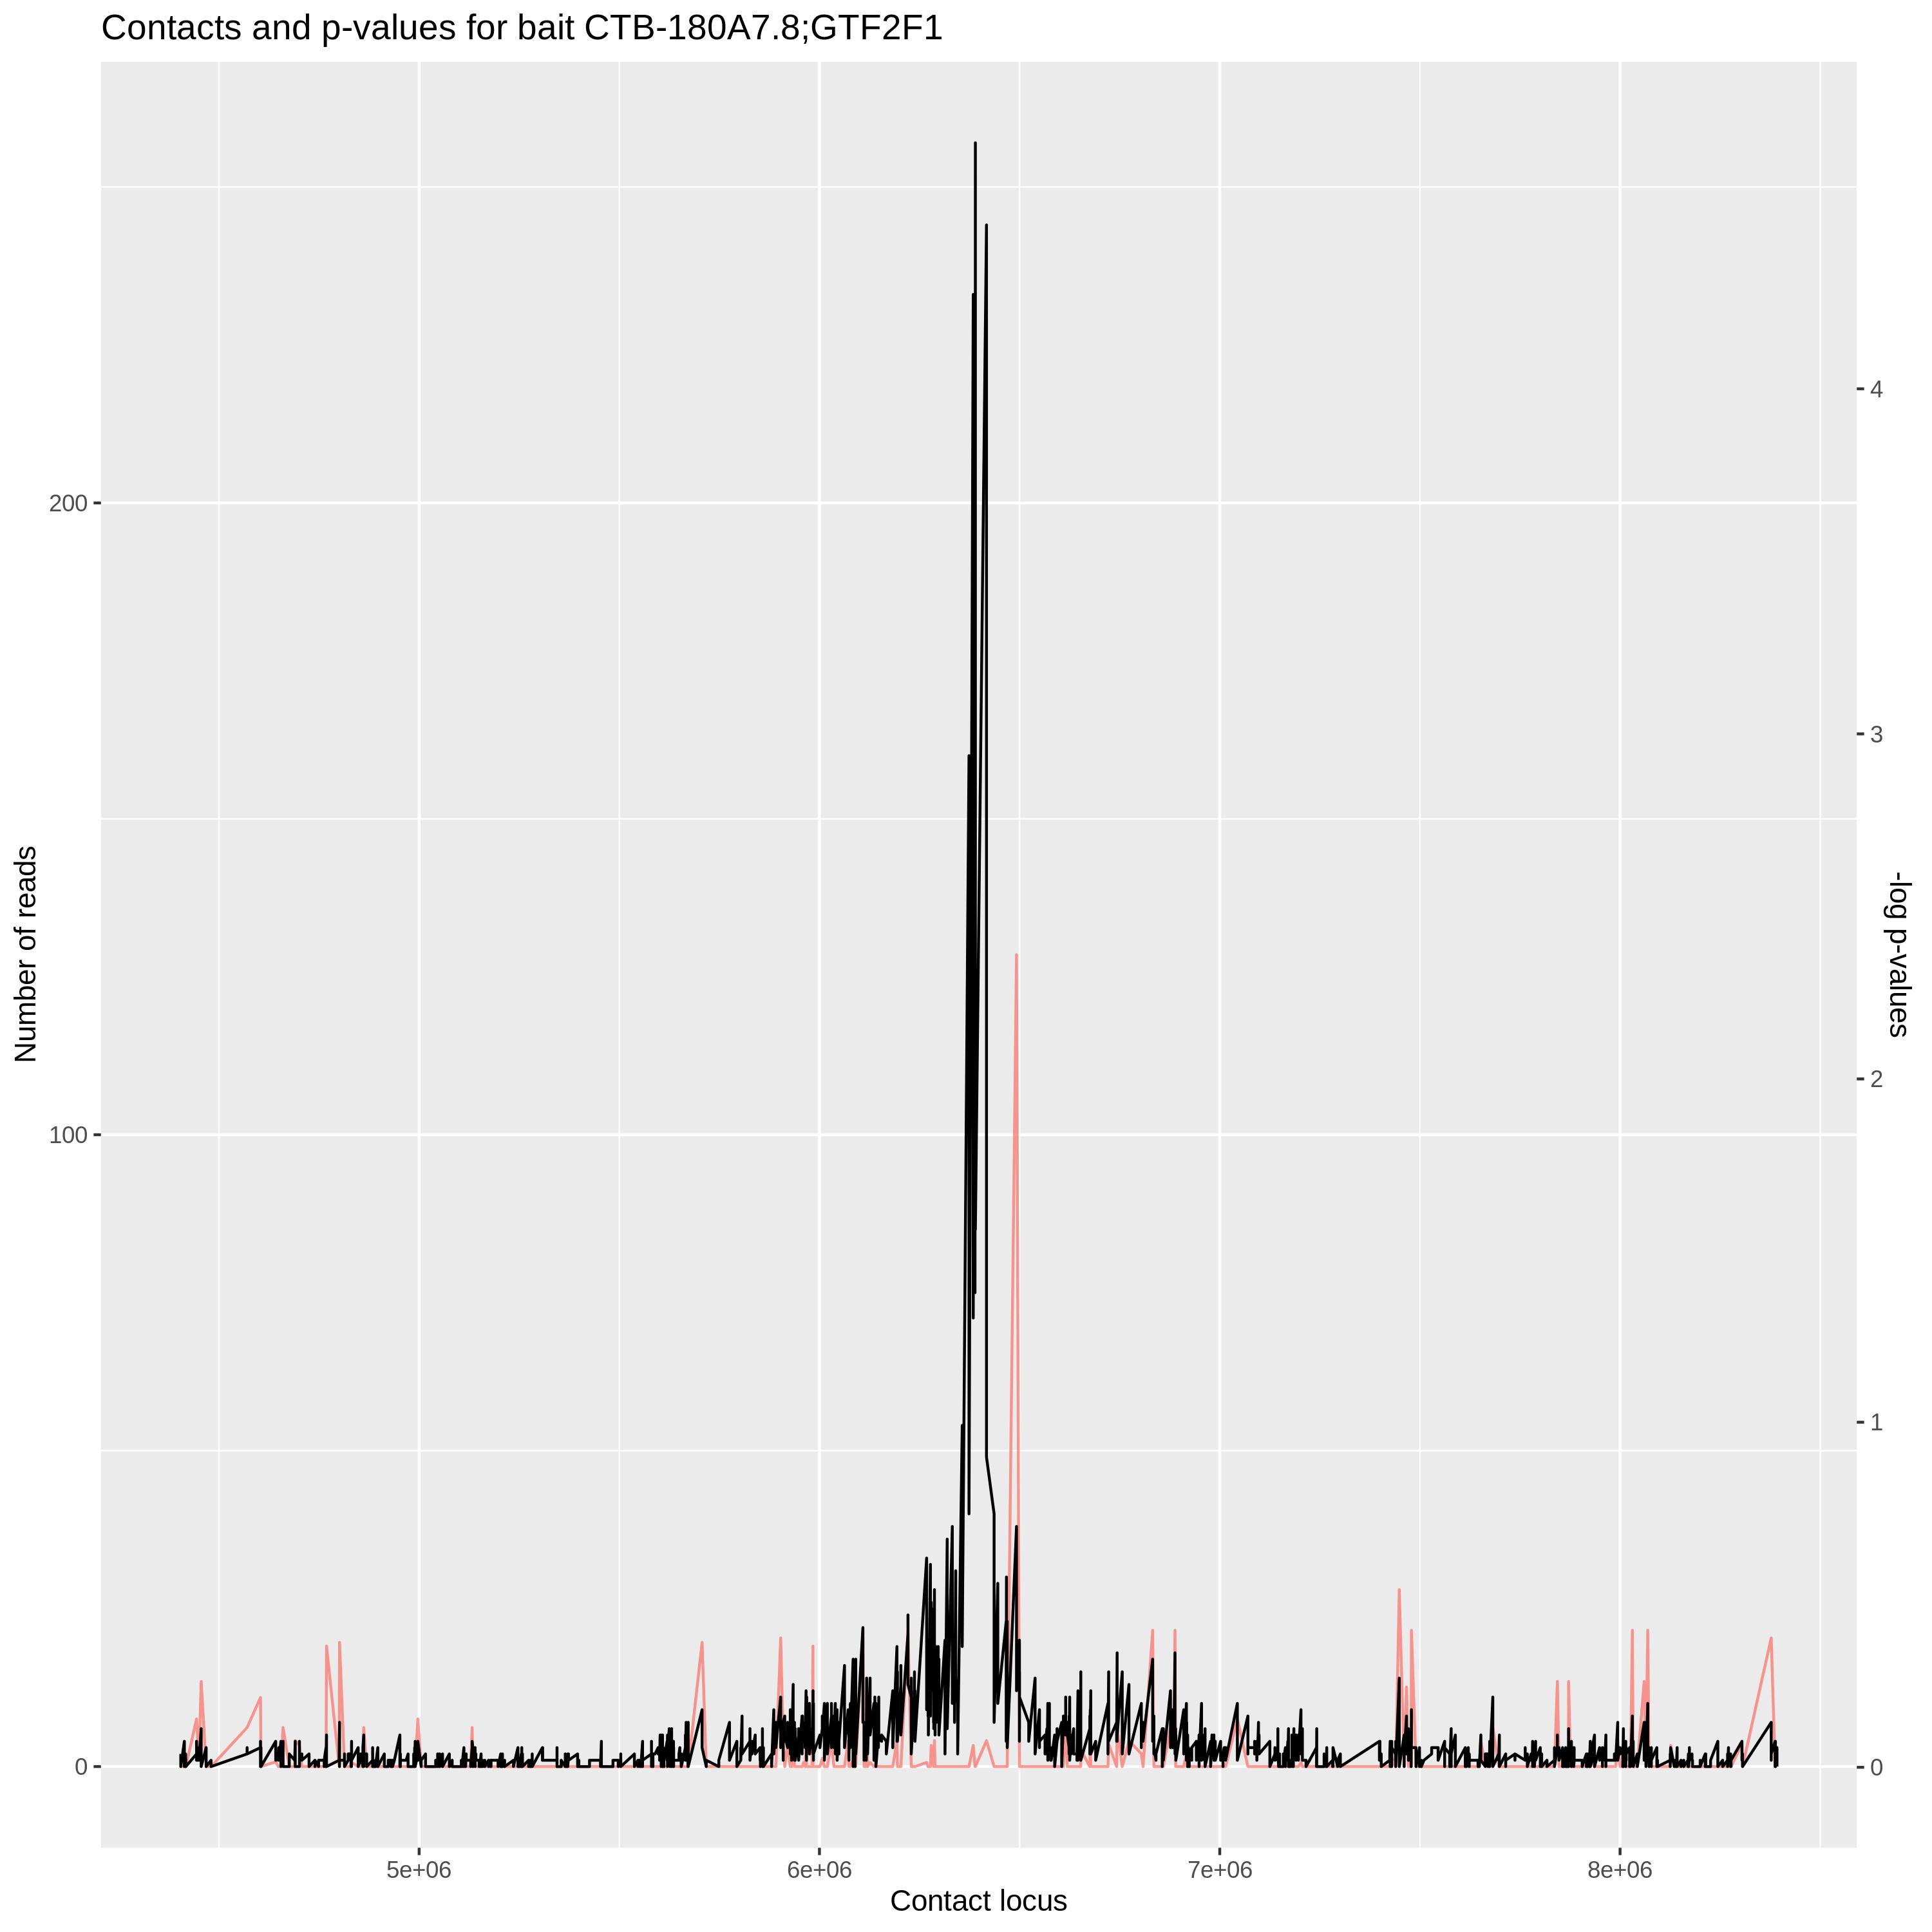 Contacts and p-values for bait CTB-180A7.8;GTF2F1
Number of reads
200
100
0
4
3
2
1
0
-log p-values
5e+06
6e+06
7e+06
8e+06
Contact locus